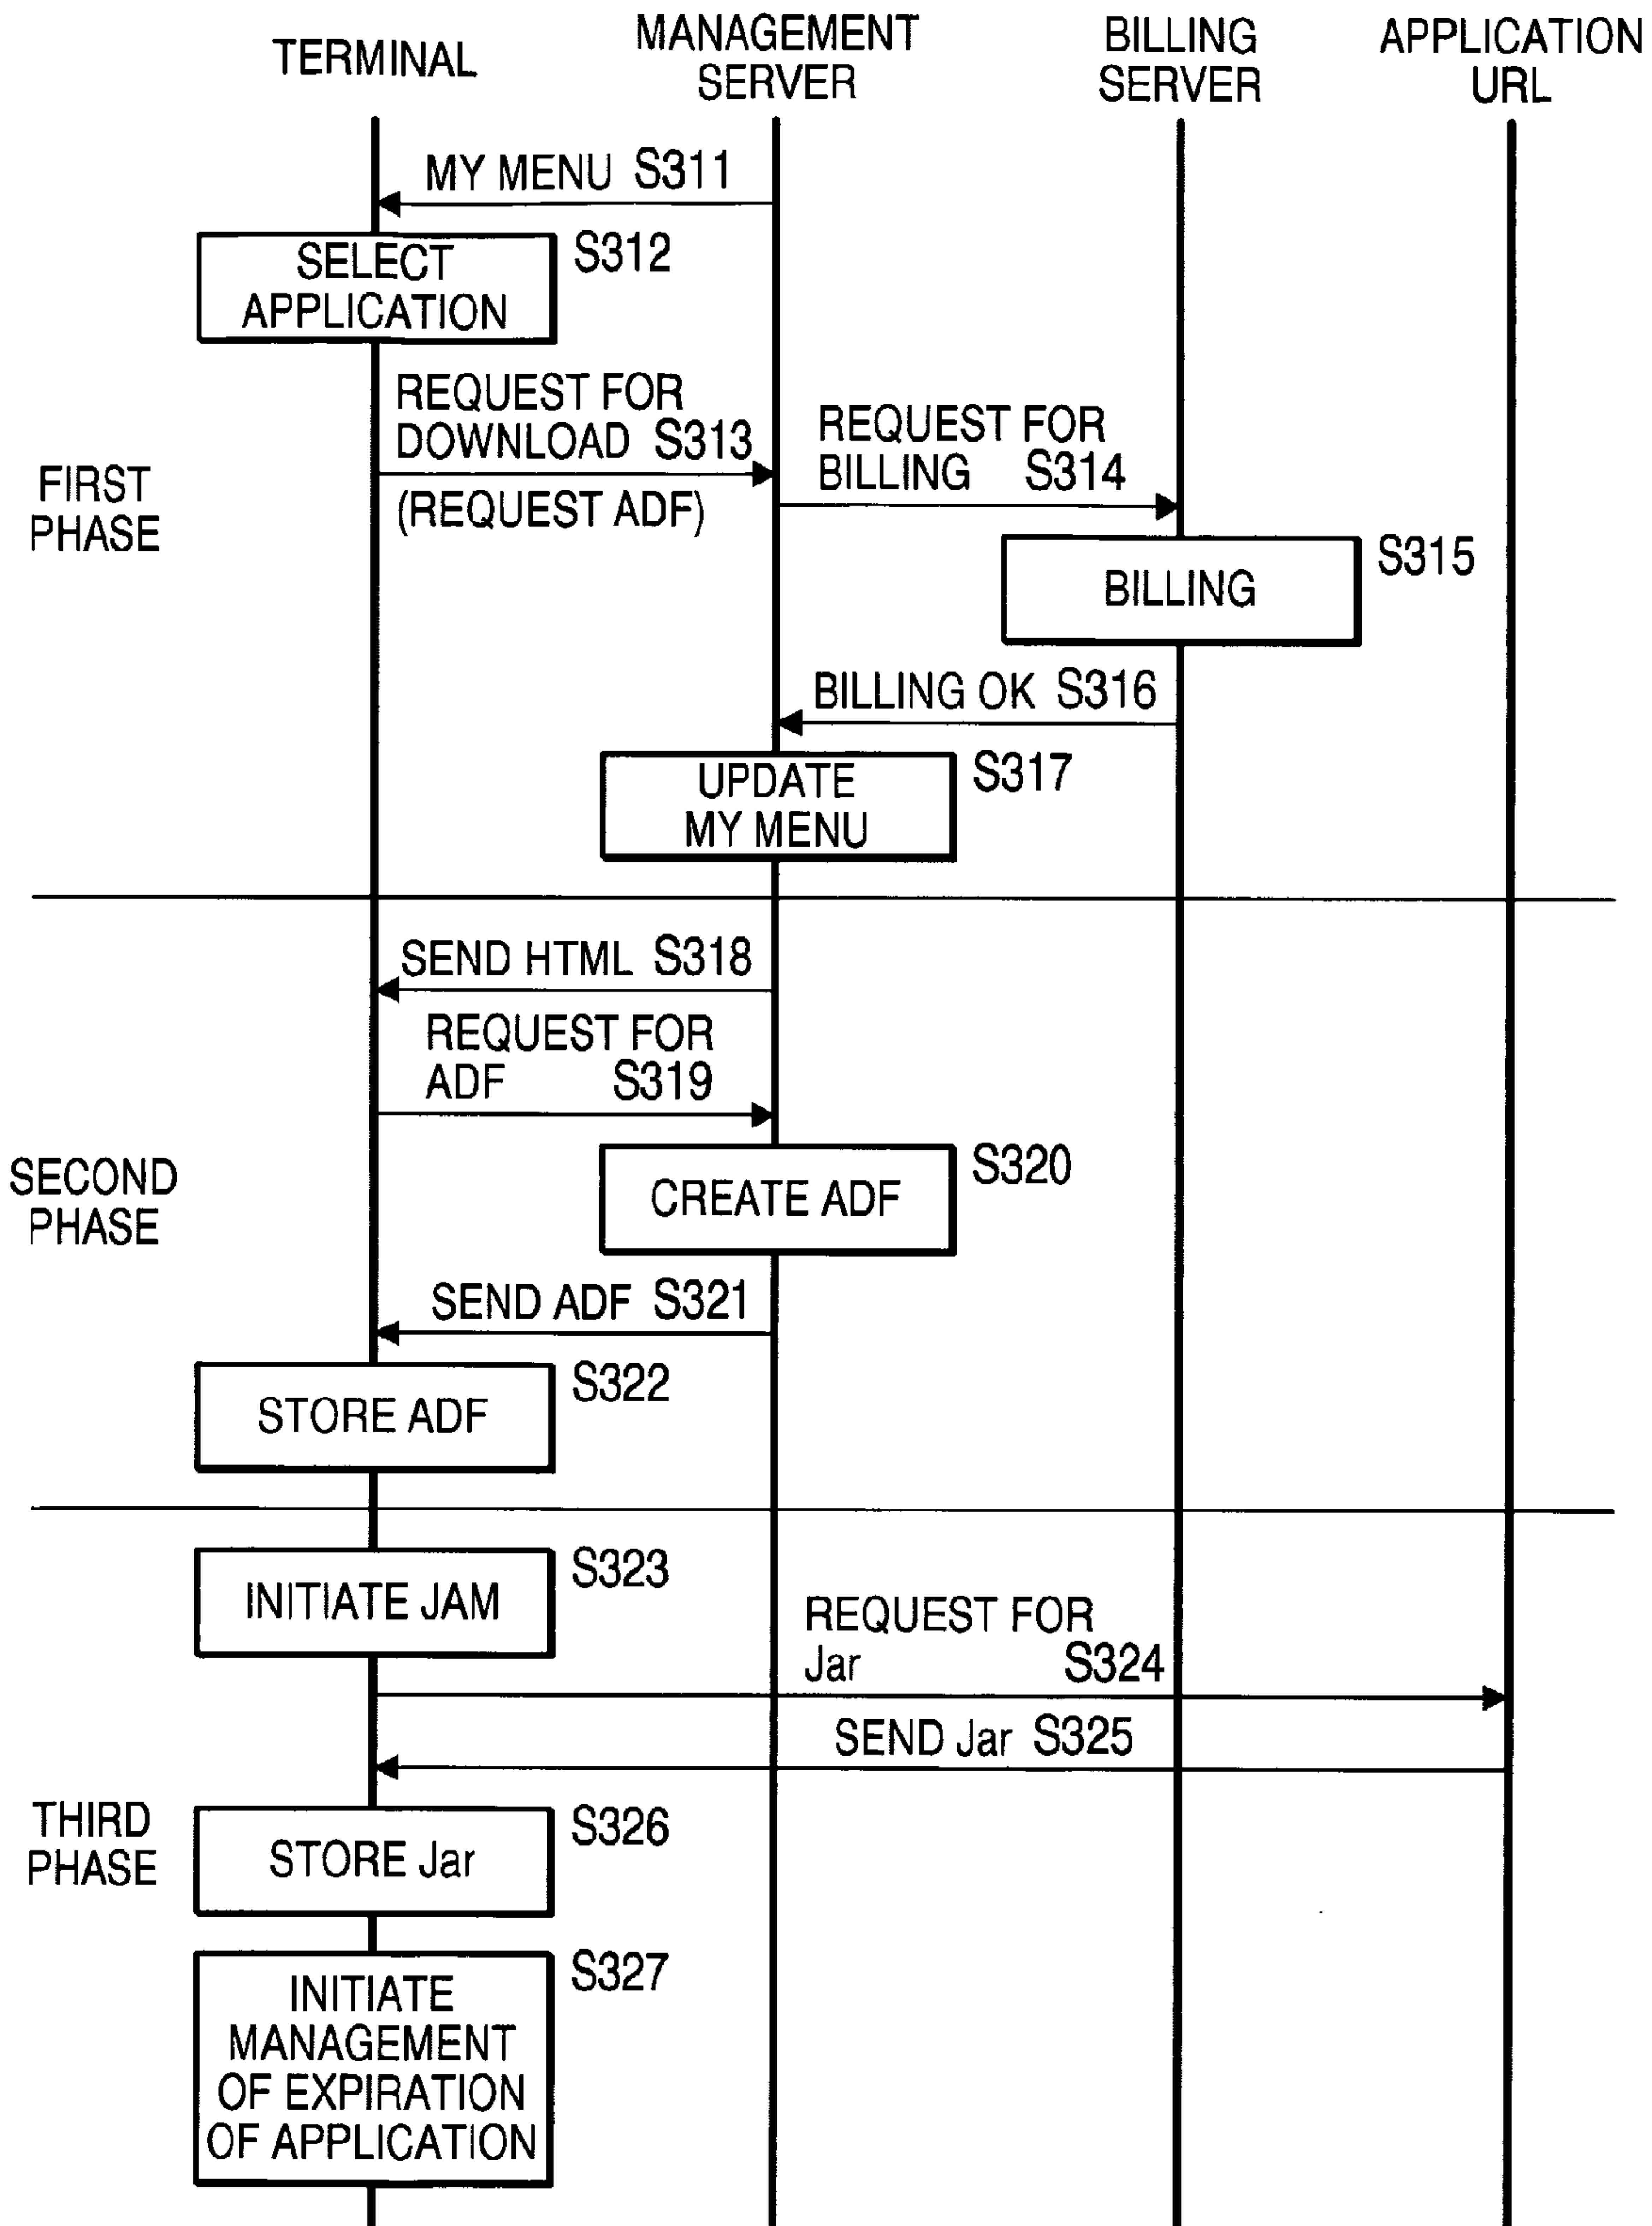 TERMINAL
MANAGEMENT
SERVER
BILLING
SERVER
APPLICATION
URL
MY MENU S311
SELECT
APPLICATION
S312
FIRST
PHASE
REQUEST FOR
DOWNLOAD S313
(REQUEST ADF)
REQUEST FOR
BILLING S314
BILLING
S315
BILLING OK S316
UPDATE
MY MENU
S317
SEND HTML S318
REQUEST FOR
ADF S319
SECOND
PHASE
CREATE ADF
S320
SEND ADF S321
STORE ADF
S322
INITIATE JAM
S323
REQUEST FOR
Jar S324
SEND Jar S325
THIRD
PHASE
STORE Jar
S326
INITIATE
MANAGEMENT
OF EXPIRATION
OF APPLICATION
S327